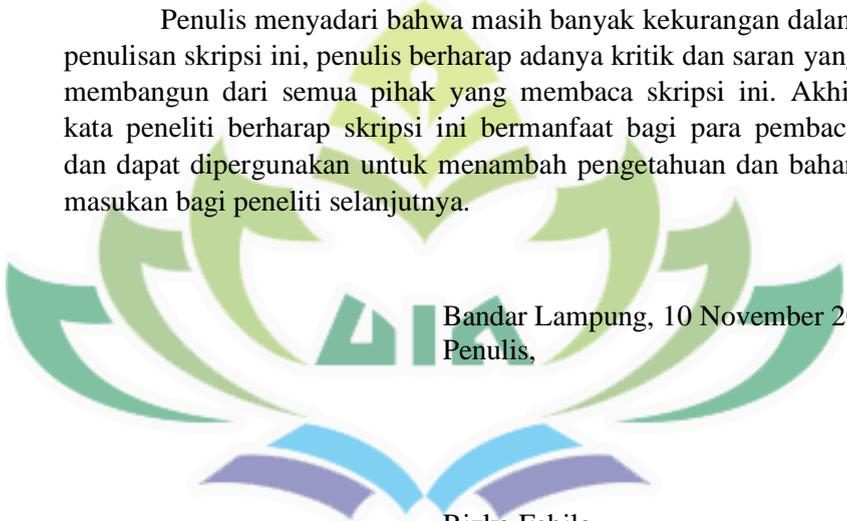 Penulis menyadari bahwa masih banyak kekurangan dalam
penulisan skripsi ini, penulis berharap adanya kritik dan saran yang
membangun dari semua pihak yang membaca skripsi ini. Akhir
kata peneliti berharap skripsi ini bermanfaat bagi para pembaca
dan dapat dipergunakan untuk menambah pengetahuan dan bahan
masukan bagi peneliti selanjutnya.
UIN
Bandar Lampung, 10 November
Penulis,